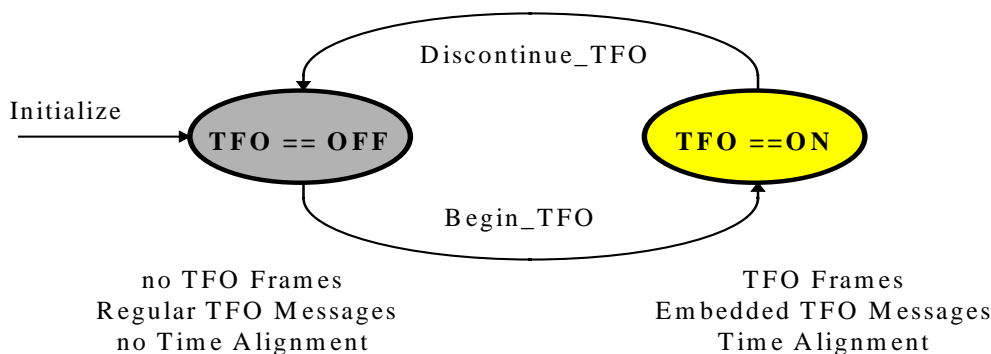 Discontinue_TFO
Initialize
TFO == OFF
TFO ==ON
Begin_TFO
no TFO Frames
Regular TFO Messages
no Time Alignment
TFO Frames
Embedded TFO Messages
Time Alignment